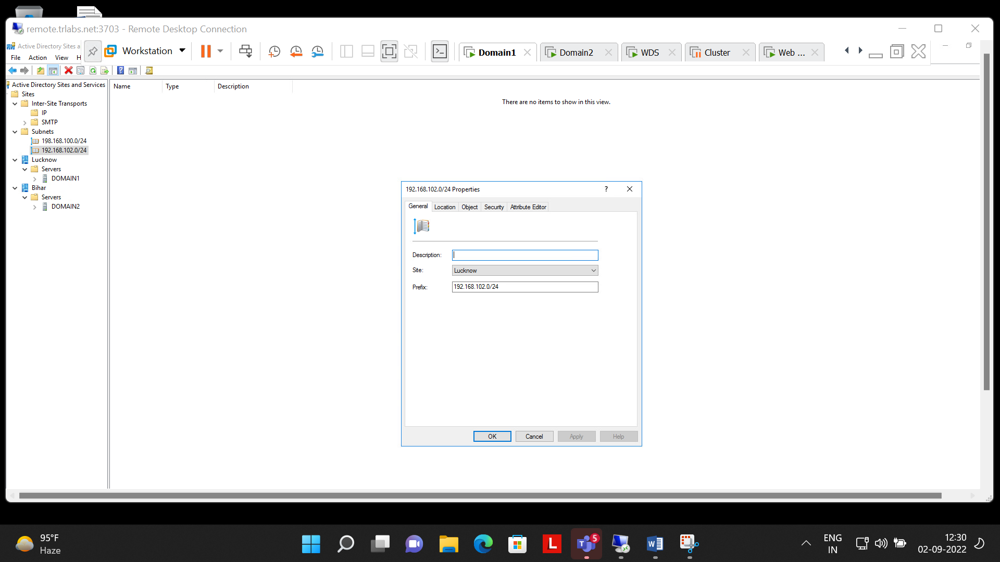 remote.trlabs.net:3703 - Remote Desktop Connection
Active Directory Sites a
File Action View H
Workstation
Domain1
Domain2
WDS
Cluster
Web ...
Active Directory Sites and Services
Sites
Inter-Site Transports
IP
SMTP
Subnets
198.168.100.0/24
192.168.102.0/24
Lucknow
Servers
DOMAIN1
Bihar
Servers
DOMAIN2
Name Type Description
There are no items to show in this view.
192.168.102.0/24 Properties
?
General Location Object Security Attribute Editor
Description:
Site: Lucknow
Prefix: 192.168.102.0/24
OK Cancel Apply Help
95°F
Haze
L
T
5
W
ENG
IN
12:30
02-09-2022